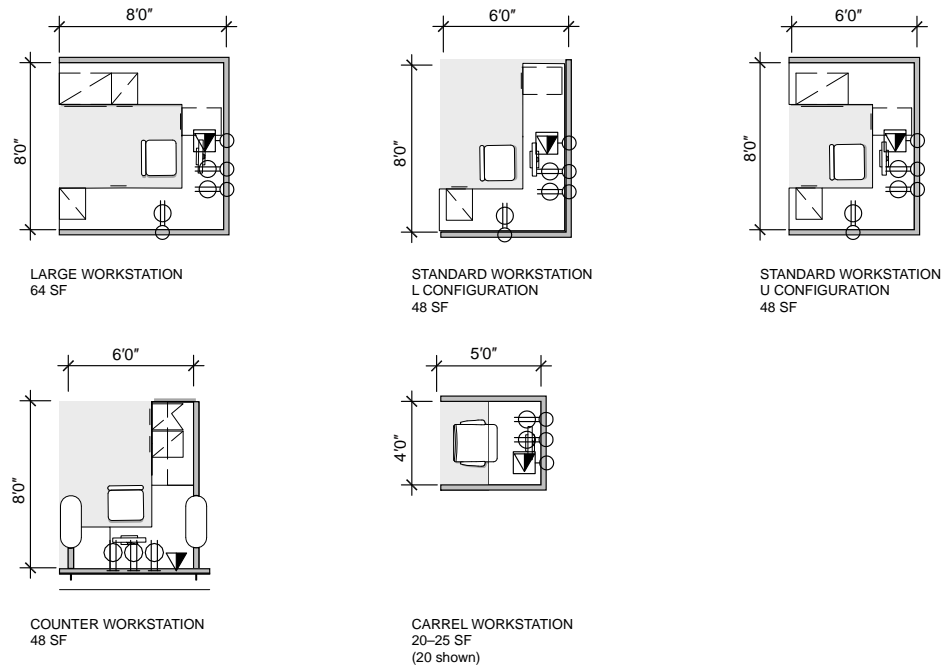 8′0″
6′0″
6′0″
8′0″
8′0″
8′0″
LARGE WORKSTATION
64 SF
STANDARD WORKSTATION
L CONFIGURATION
48 SF
STANDARD WORKSTATION
U CONFIGURATION
48 SF
6′0″
5′0″
8′0″
4′0″
COUNTER WORKSTATION
48 SF
CARREL WORKSTATION
20–25 SF
(20 shown)